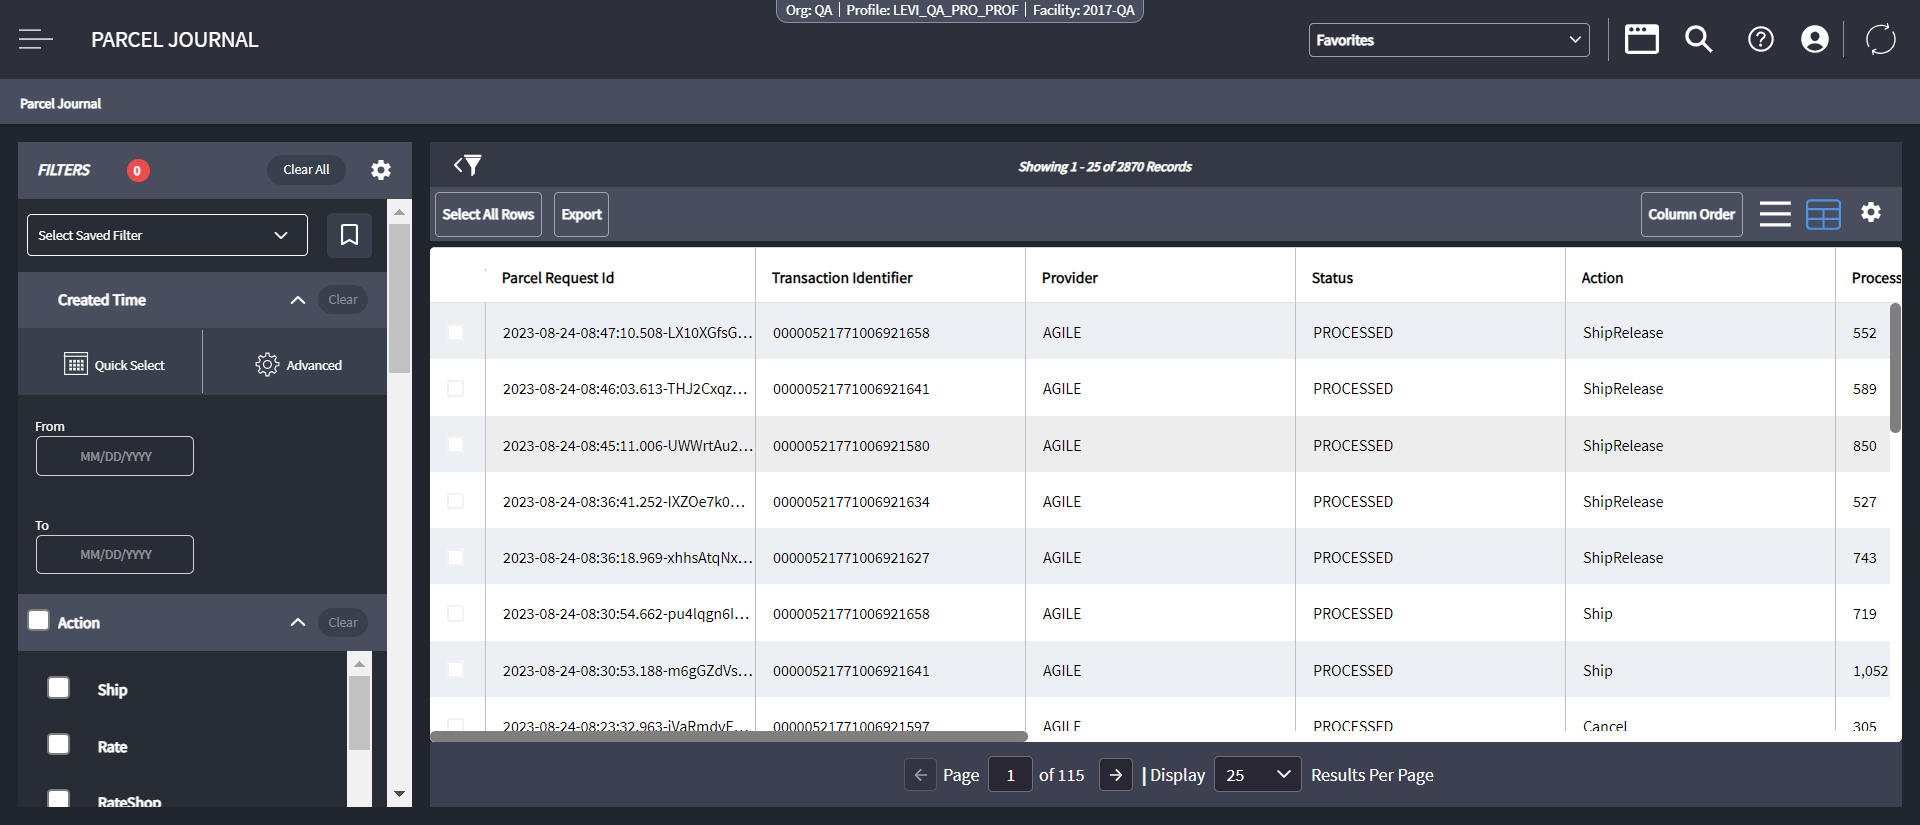 Org: QA | Profile: LEVI_QA_PRO_PROF | Facility: 2017-QA
PARCEL JOURNAL
Favorites
Parcel Journal
FILTERS 0 Clear All
Select Saved Filter
Created Time Clear
Quick Select Advanced
From
MM/DD/YYYY
To
MM/DD/YYYY
Action Clear
Ship
Rate
RateShop
Showing 1 - 25 of 2870 Records
Select All Rows Export Column Order
Parcel Request Id Transaction Identifier Provider Status Action Process
2023-08-24-08:47:10.508-LX10XGfsG... 00000521771006921658 AGILE PROCESSED ShipRelease 552
2023-08-24-08:46:03.613-THJ2Cxqz... 00000521771006921641 AGILE PROCESSED ShipRelease 589
2023-08-24-08:45:11.006-UWWrtAu2... 00000521771006921580 AGILE PROCESSED ShipRelease 850
2023-08-24-08:36:41.252-IXZOe7k0... 00000521771006921634 AGILE PROCESSED ShipRelease 527
2023-08-24-08:36:18.969-xhhsAtqNx... 00000521771006921627 AGILE PROCESSED ShipRelease 743
2023-08-24-08:30:54.662-pu4lqgn6l... 00000521771006921658 AGILE PROCESSED Ship 719
2023-08-24-08:30:53.188-m6gGZdVs... 00000521771006921641 AGILE PROCESSED Ship 1,052
2023-08-24-08:23:32.963-iVaRmdvF... 00000521771006921597 AGILE PROCESSED Cancel 305
Page 1 of 115 | Display 25 Results Per Page